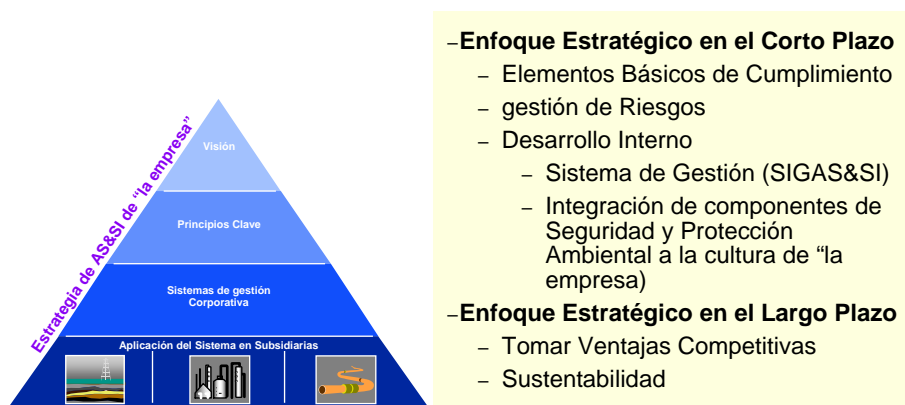 Estrategia de AS&SI de “la empresa”
Visión
Principios Clave
Sistemas de gestión
Corporativa
Aplicación del Sistema en Subsidiarias
–Enfoque Estratégico en el Corto Plazo
– Elementos Básicos de Cumplimiento
– gestión de Riesgos
– Desarrollo Interno
– Sistema de Gestión (SIGAS&SI)
– Integración de componentes de
Seguridad y Protección
Ambiental a la cultura de “la
empresa)
–Enfoque Estratégico en el Largo Plazo
– Tomar Ventajas Competitivas
– Sustentabilidad